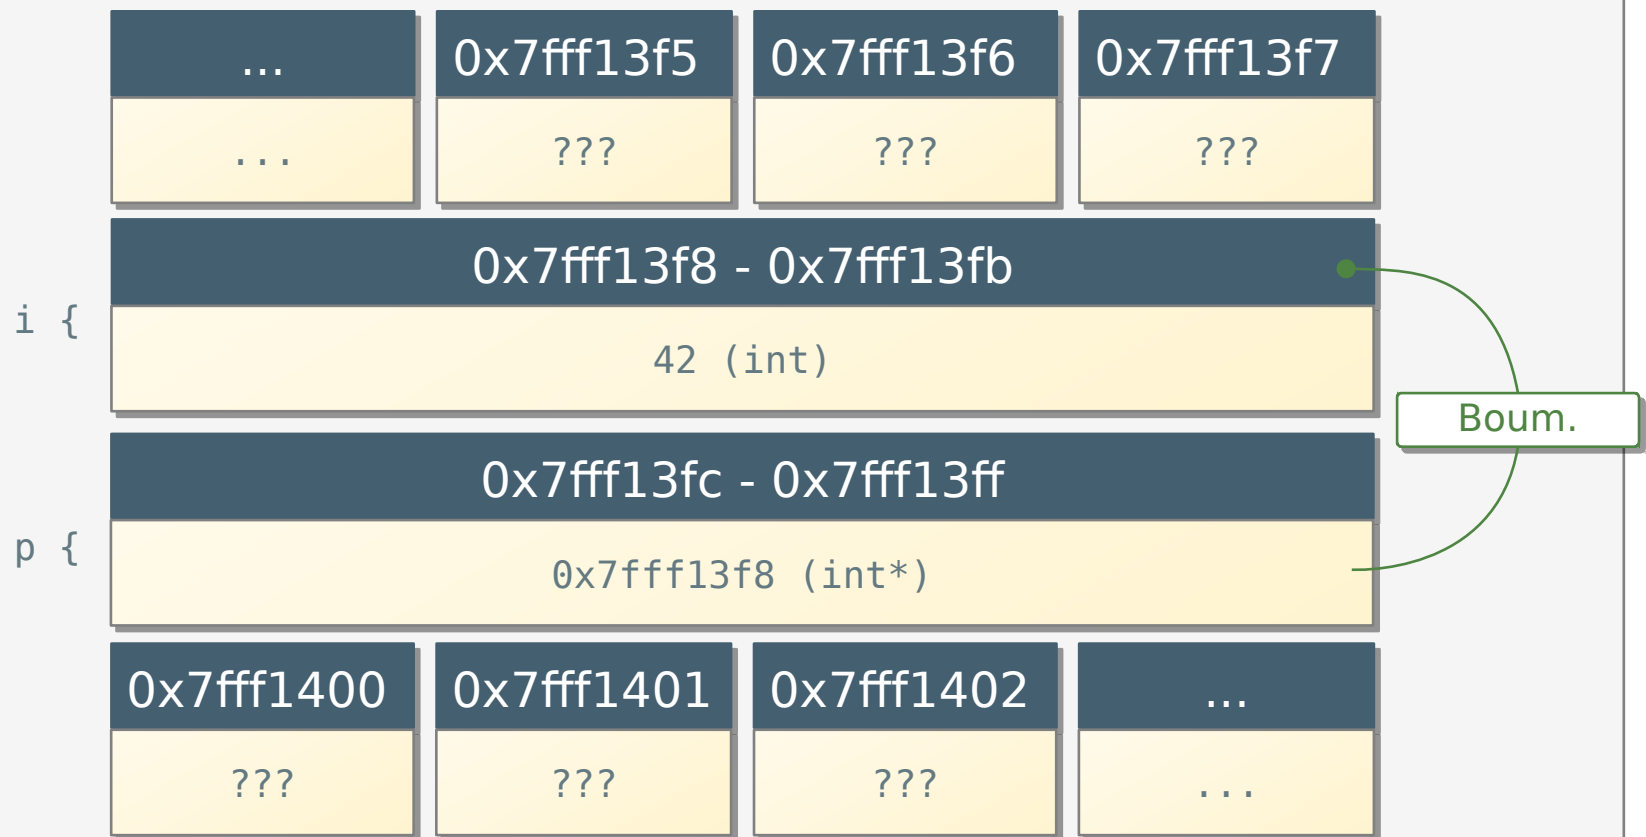 ... 0x7fff13f5 0x7fff13f6 0x7fff13f7
... ??? ??? ???
0x7fff13f8 - 0x7fff13fb
i {
42 (int)
Boum.
0x7fff13fc - 0x7fff13ff
p {
0x7fff13f8 (int*)
0x7fff1400 0x7fff1401 0x7fff1402 ...
??? ??? ??? ...